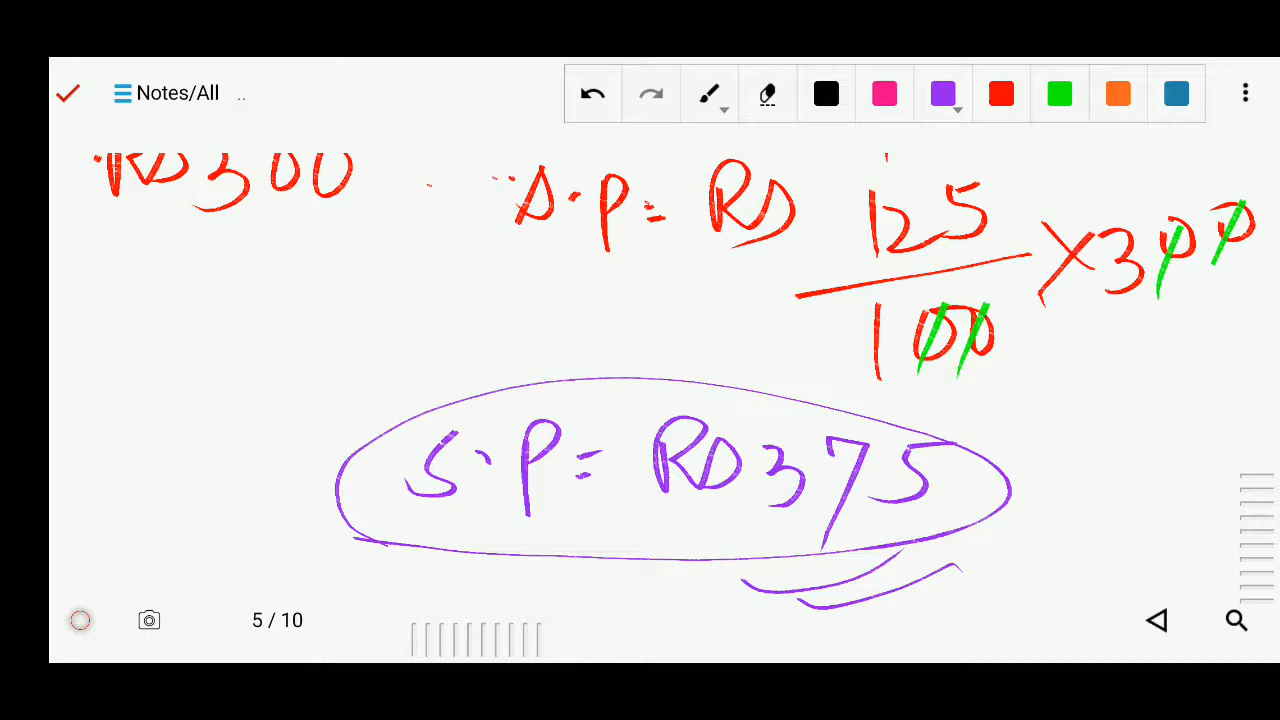 Notes/All ..
Rs 300
S.P = Rs 125/100 × 300
S.P = Rs 375
5 / 10